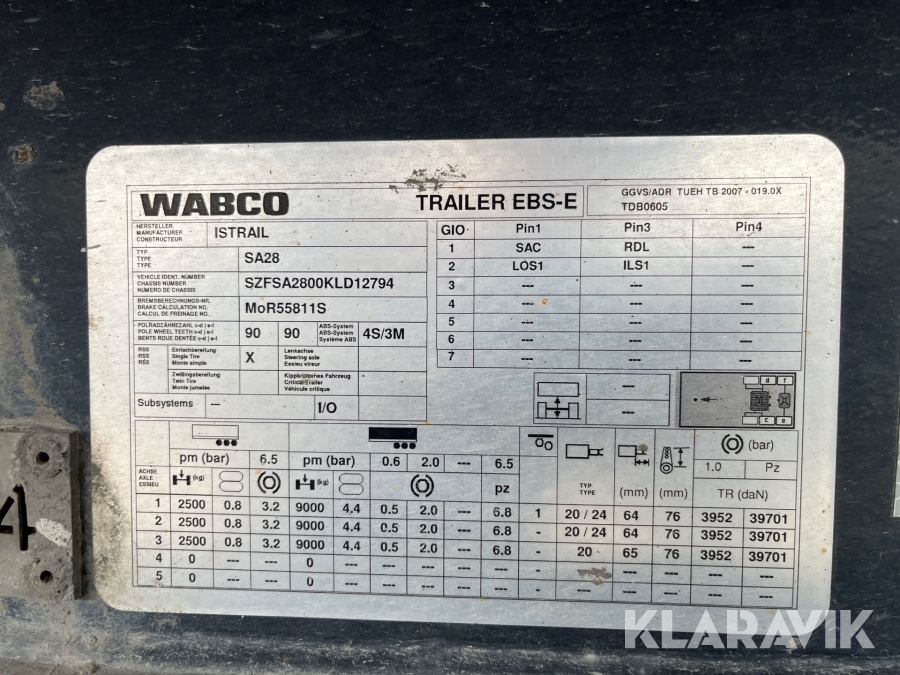 WABCO TRAILER EBS-E GGVS/ADR TUEH TB 2007 - 019.0X
TDB0605
HERSTELLER
MANUFACTURER
CONSTRUCTEUR
ISTRAIL
TYP
TYPE
TYPE
SA28
VEHICLE IDENT. NUMBER
CHASSIS NUMBER
NUMERO DE CHASSIS
SZFSA2800KLD12794
BREMSBERECHNUNGS-NR.
BRAKE CALCULATION NO.
CALCUL DE FREINAGE NO.
MoR55811S
POLRADZÄHNEZAHL c-d | e-f
POLE WHEEL TEETH c-d | e-f
BENTS ROUE DENTÉE c-d | e-f
90 90
ABS-System
ABS-System
Système ABS
4S/3M
RSS
RSS
RSS
Einfachbereifung
Single Tire
Monte simple
X
Lenkachse
Steering axle
Essieu vireur
Zwillingsbereifung
Twin Tire
Monte jumelée
Kippkritisches Fahrzeug
Critical Trailer
Véhicule critique
Subsystems --- I/O
GIO Pin1 Pin3 Pin4
1 SAC RDL ---
2 LOS1 ILS1 ---
3 --- --- ---
4 --- --- ---
5 --- --- ---
6 --- --- ---
7 --- --- ---
---
---
d f
c e
pm (bar) 6.5 pm (bar) 0.6 2.0 --- 6.5 (bar)
1.0 Pz
ACHSE
AXLE
ESSIEU
(kg) (kg) pz
TYP
TYPE
(mm) (mm) TR (daN)
1 2500 0.8 3.2 9000 4.4 0.5 2.0 --- 6.8 1 20 / 24 64 76 3952 39701
2 2500 0.8 3.2 9000 4.4 0.5 2.0 --- 6.8 - 20 / 24 64 76 3952 39701
3 2500 0.8 3.2 9000 4.4 0.5 2.0 --- 6.8 - 20 65 76 3952 39701
4 0 --- --- 0 --- --- --- --- --- - --- --- --- --- ---
5 0 --- --- 0 --- --- --- --- --- - --- --- --- --- ---
4
KLARAVIK